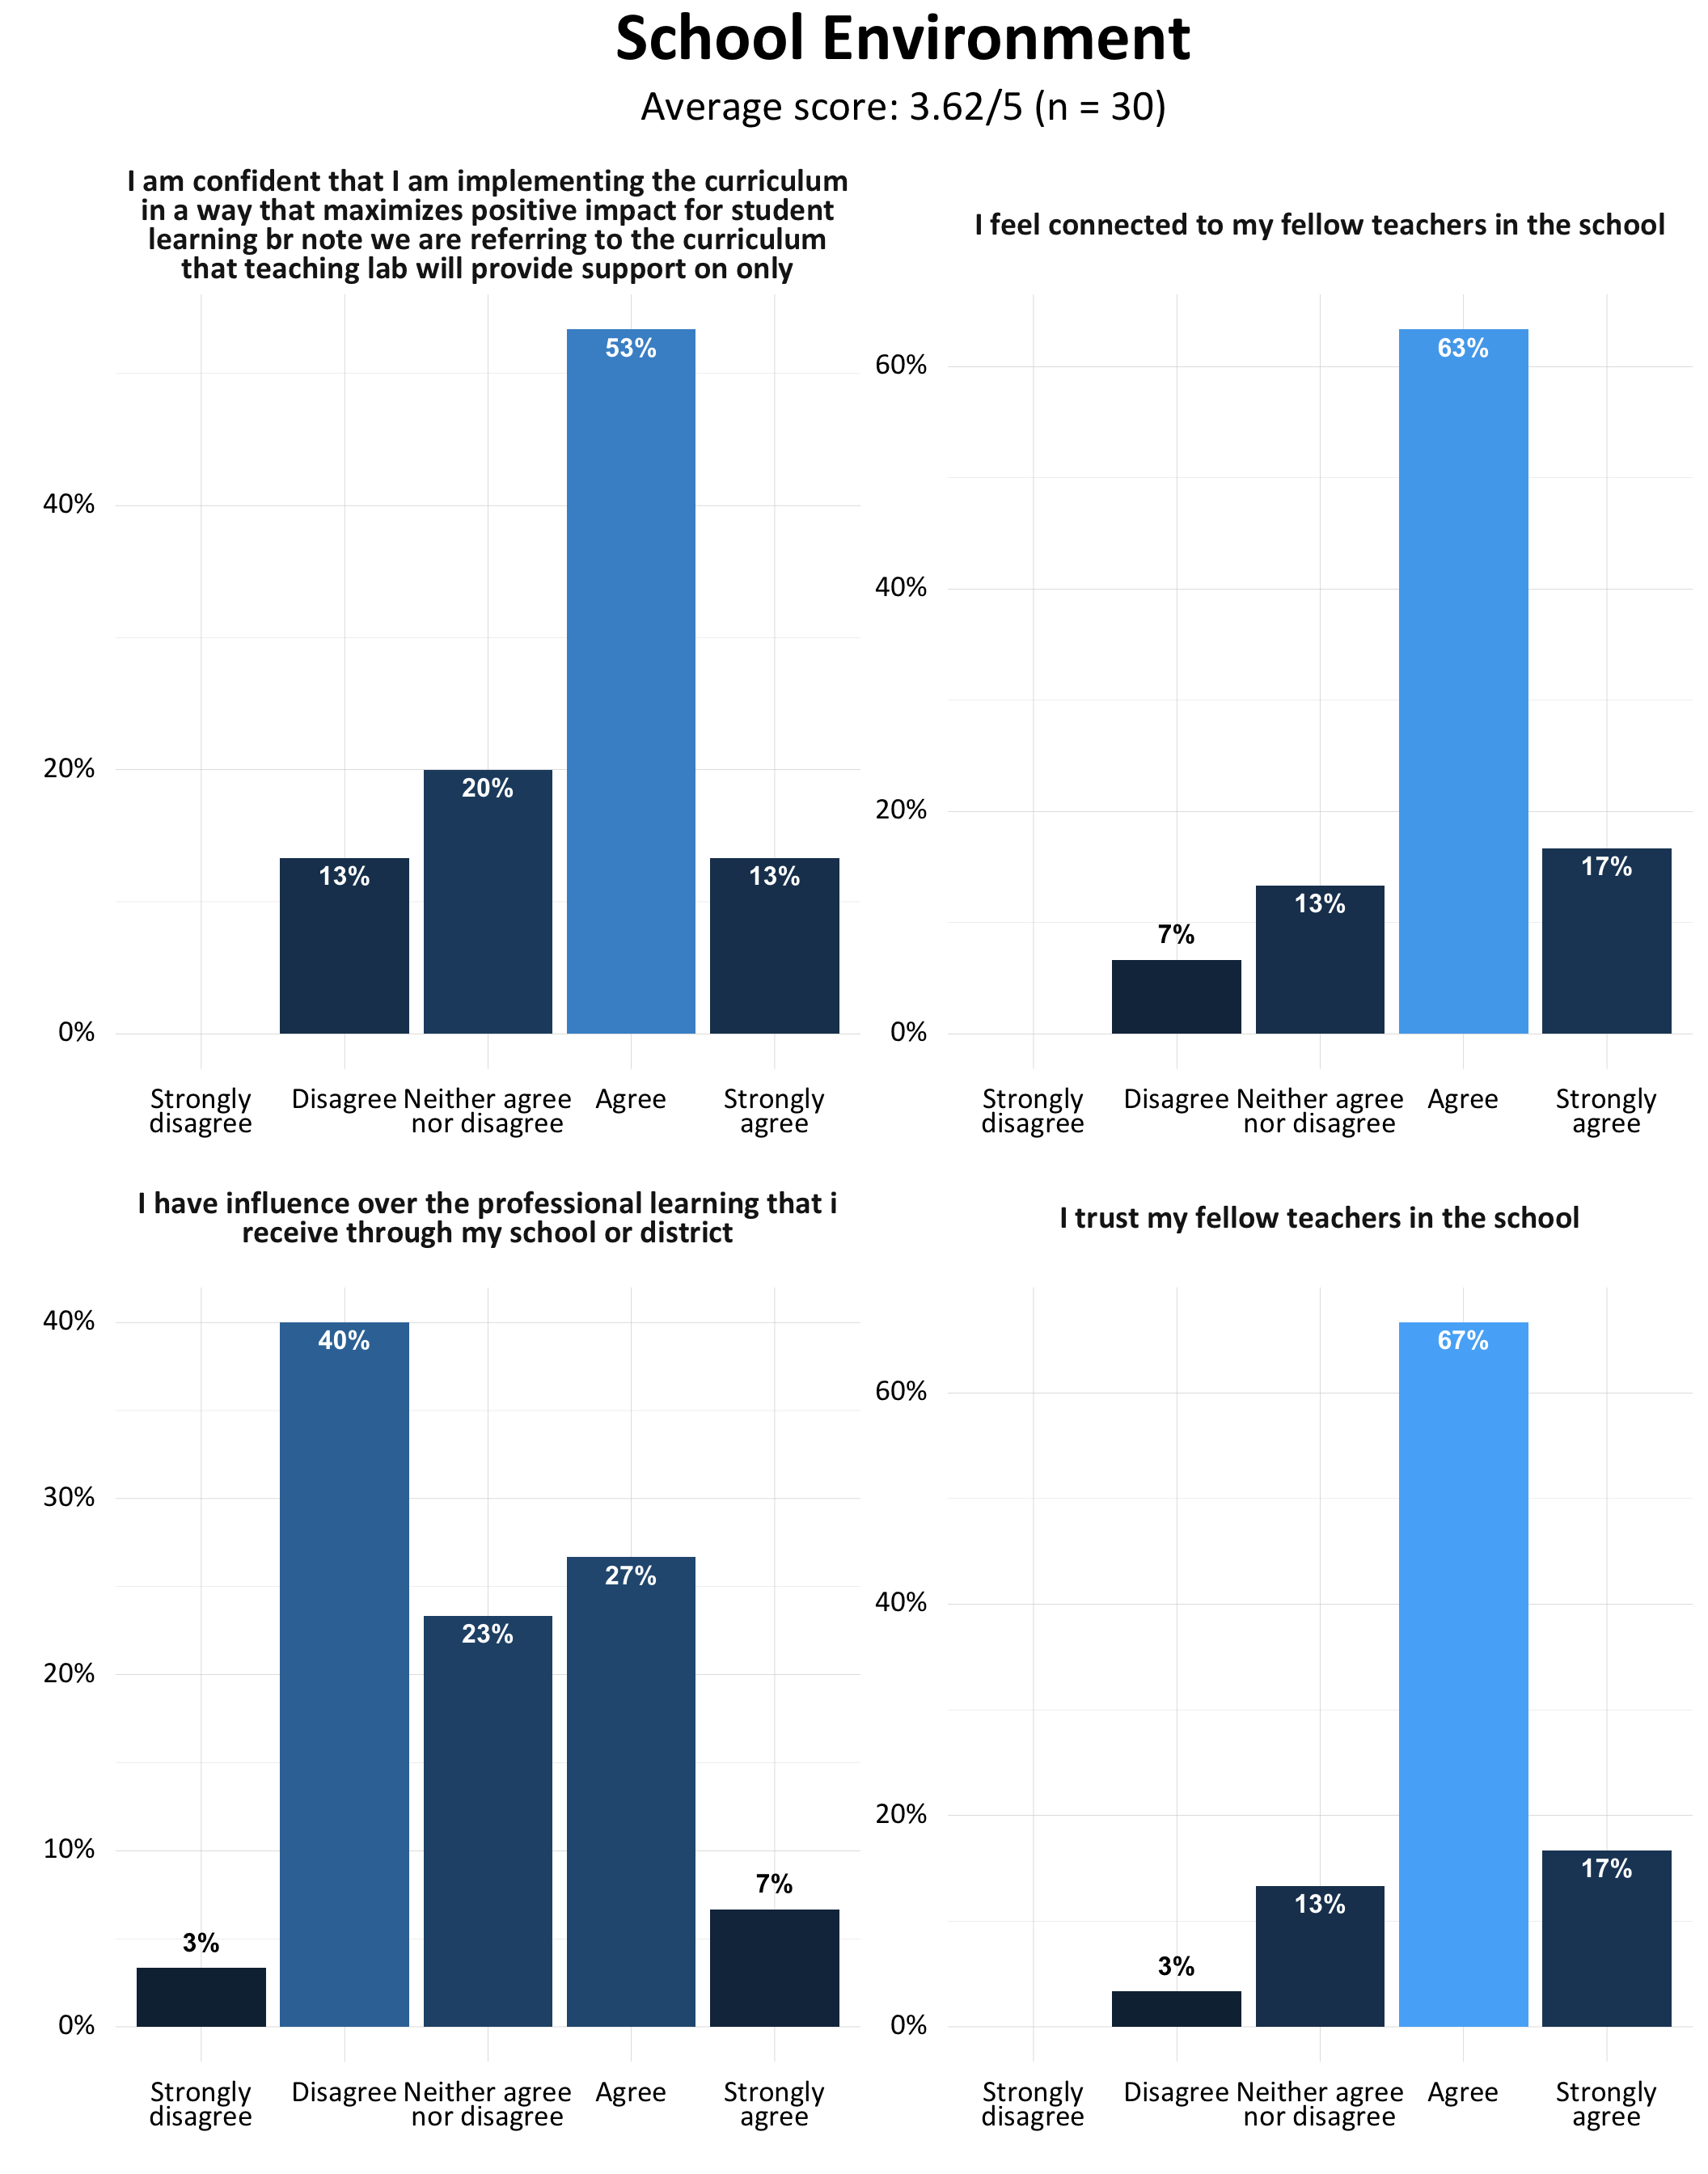 School Environment
Average score: 3.62/5 (n = 30)
I am confident that I am implementing the curriculum
in a way that maximizes positive impact for student
learning br note we are referring to the curriculum
that teaching lab will provide support on only
53%
40%
20%
20%
13%
13%
0%
Strongly
disagree
Disagree
Neither agree
nor disagree
Agree
Strongly
agree
I feel connected to my fellow teachers in the school
63%
60%
40%
20%
17%
13%
7%
0%
Strongly
disagree
Disagree
Neither agree
nor disagree
Agree
Strongly
agree
I have influence over the professional learning that i
receive through my school or district
40%
40%
30%
27%
23%
20%
10%
7%
3%
0%
Strongly
disagree
Disagree
Neither agree
nor disagree
Agree
Strongly
agree
I trust my fellow teachers in the school
67%
60%
40%
20%
17%
13%
3%
0%
Strongly
disagree
Disagree
Neither agree
nor disagree
Agree
Strongly
agree